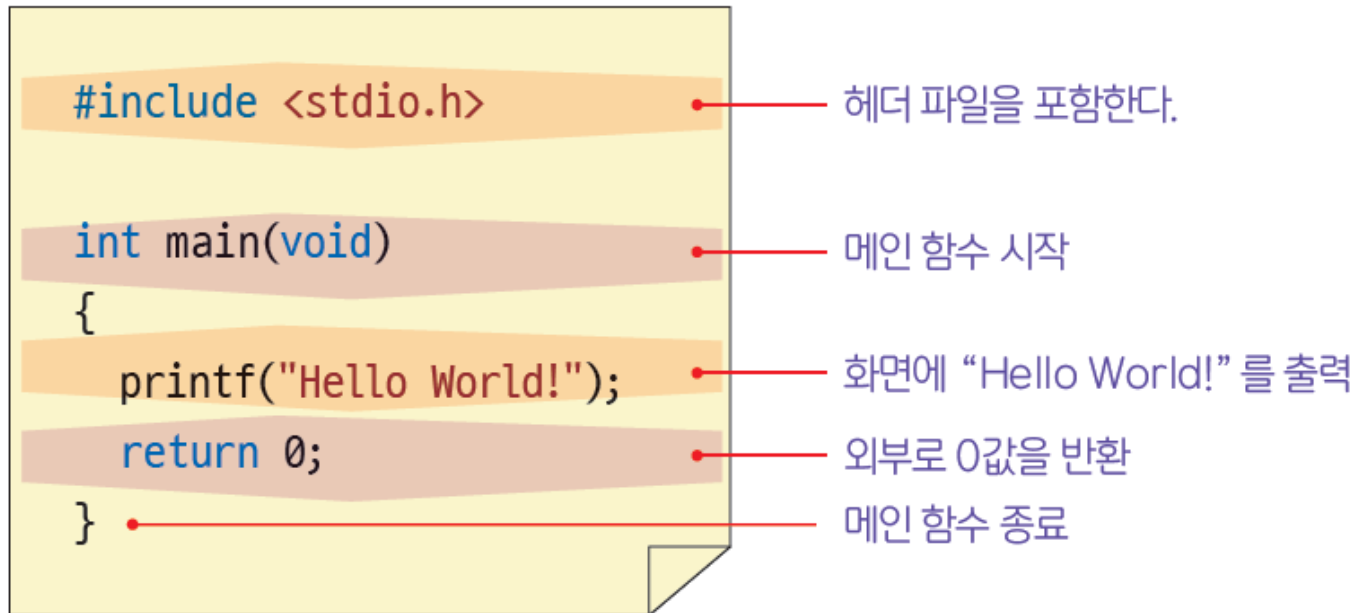 #include <stdio.h>
헤더 파일을 포함한다.
int main(void)
메인 함수 시작
{
printf("Hello World!");
화면에 “Hello World!” 를 출력
return 0;
외부로 0값을 반환
}
메인 함수 종료